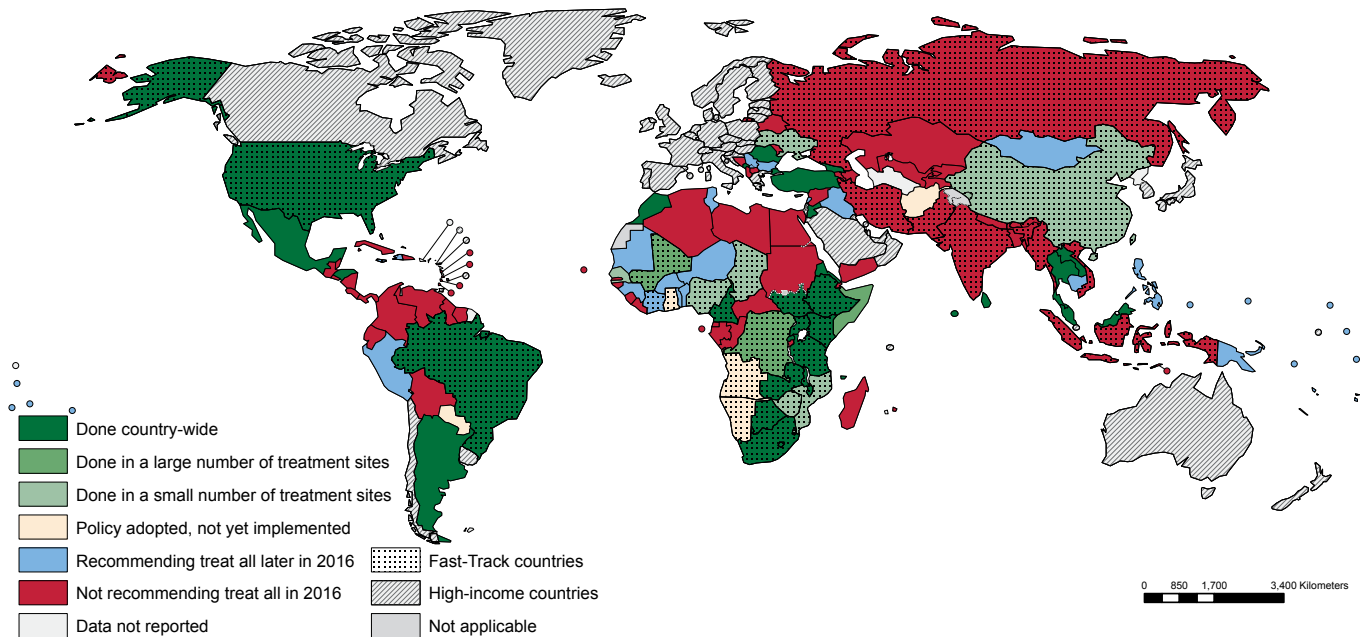 Done country-wide
Done in a large number of treatment sites
Done in a small number of treatment sites
Policy adopted, not yet implemented
Recommending treat all later in 2016
Not recommending treat all in 2016
Data not reported
Fast-Track countries
High-income countries
Not applicable
0 850 1,700 3,400 Kilometers